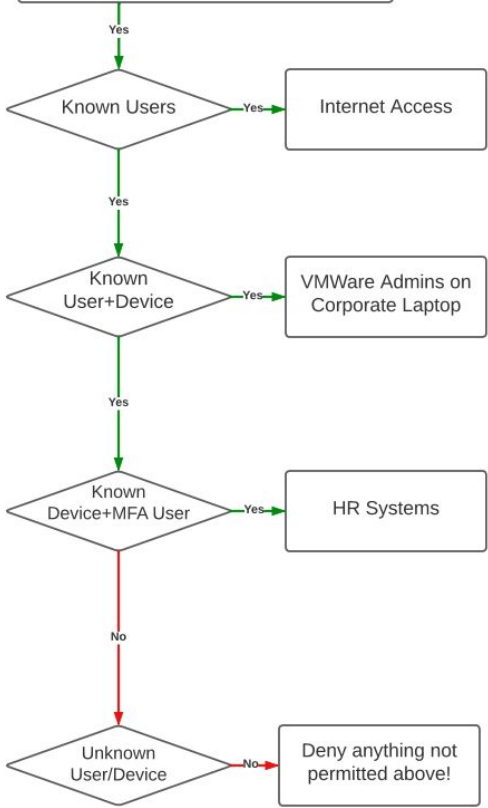 Yes
Known Users
Yes
Internet Access
Yes
Known
User+Device
Yes
VMWare Admins on
Corporate Laptop
Yes
Known
Device+MFA User
Yes
HR Systems
No
Unknown
User/Device
No
Deny anything not
permitted above!